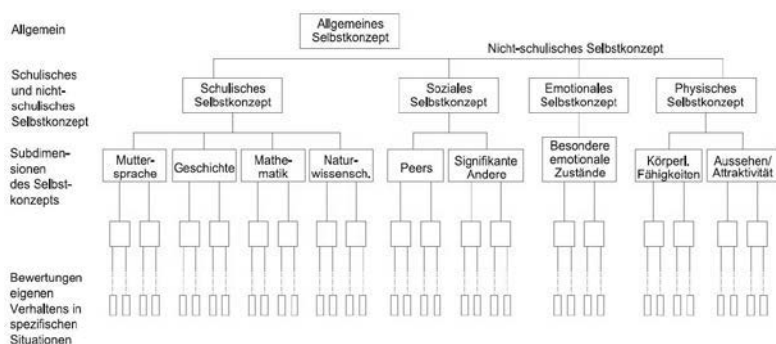 Allgemein
Allgemeines
Selbstkonzept
Nicht-schulisches Selbstkonzept
Schulisches
und nicht-
schulisches
Selbstkonzept
Schulisches
Selbstkonzept
Soziales
Selbstkonzept
Emotionales
Selbstkonzept
Physisches
Selbstkonzept
Subdimen-
sionen
des Selbst-
konzepts
Mutter-
sprache
Geschichte
Mathe-
matik
Natur-
wissensch.
Peers
Signifikante
Andere
Besondere
emotionale
Zustände
Körperl.
Fähigkeiten
Aussehen/
Attraktivität
Bewertungen
eigenen
Verhaltens in
spezifischen
Situationen